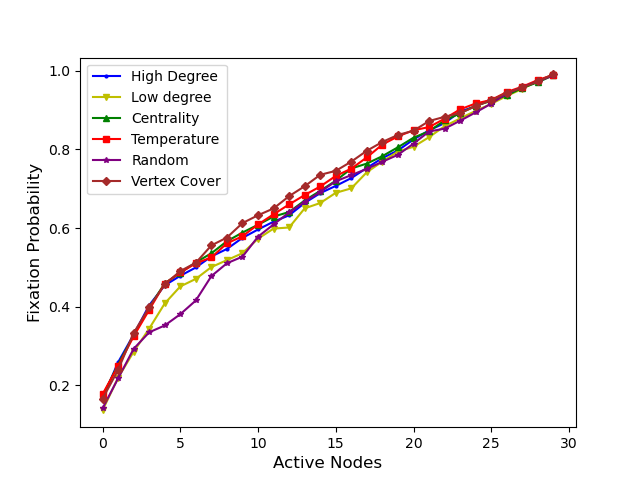 High Degree
Low degree
Centrality
Temperature
Random
Vertex Cover
Fixation Probability
1.0
0.8
0.6
0.4
0.2
0 5 10 15 20 25 30
Active Nodes